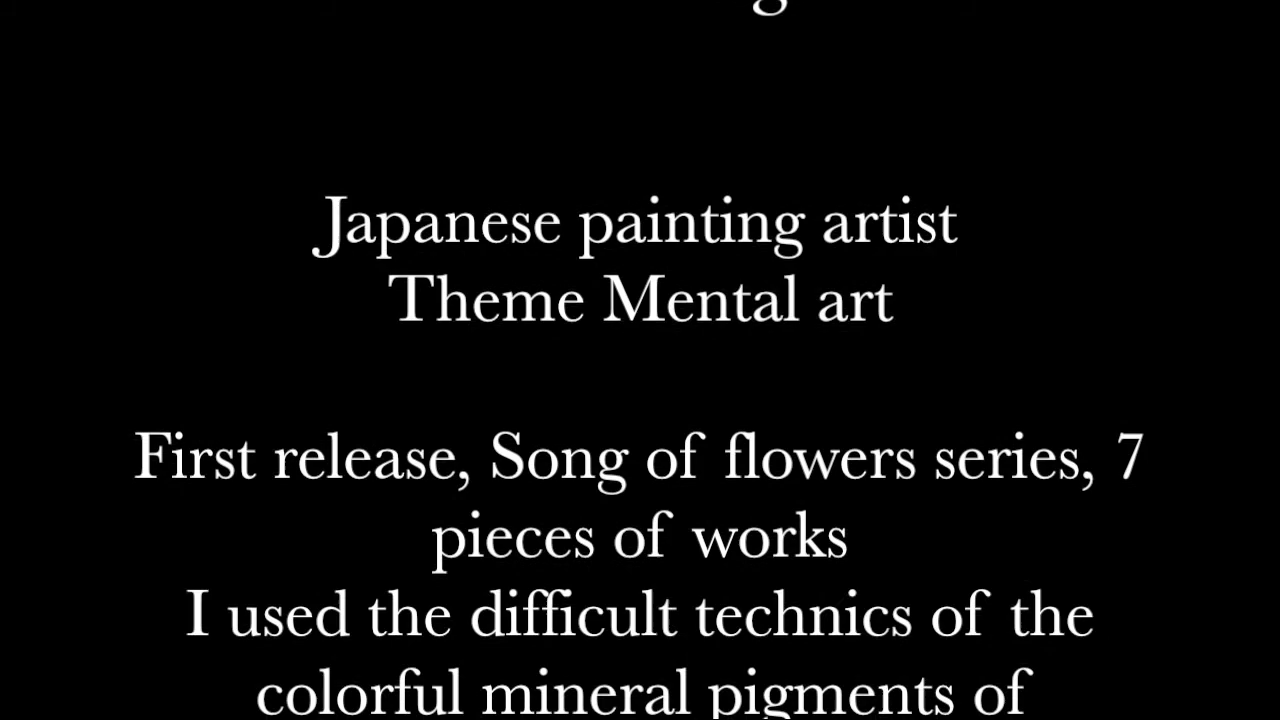 Japanese painting artist
Theme Mental art
First release, Song of flowers series, 7
pieces of works
I used the difficult technics of the
colorful mineral pigments of